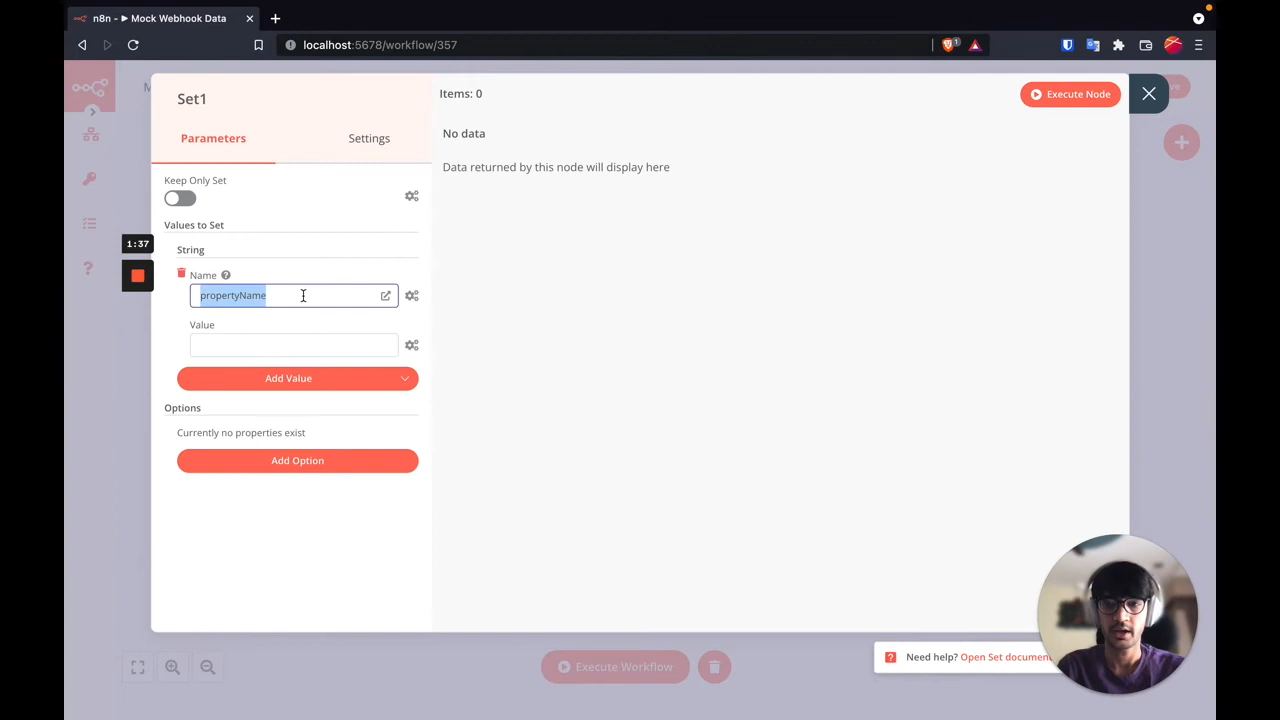 n8n - ▶ Mock Webhook Data
localhost:5678/workflow/357
1
Set1
Items: 0
Execute Node
Parameters
Settings
No data
Data returned by this node will display here
Keep Only Set
Values to Set
1:37
String
Name
propertyName
Value
Add Value
Options
Currently no properties exist
Add Option
Execute Workflow
Need help? Open Set documen